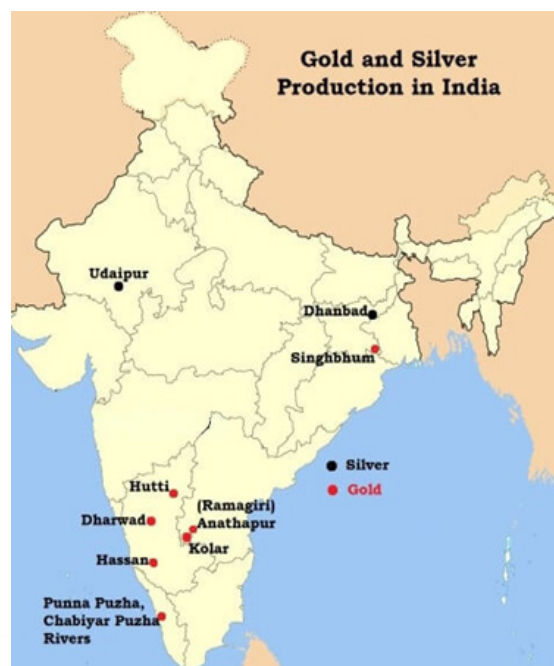 Gold and Silver
Production in India
Udaipur
Dhanbad
Singhbhum
Silver
Gold
Hutti
(Ramagiri)
Anathapur
Dharwad
Kolar
Hassan
Punna Puzha,
Chabiyar Puzha
Rivers